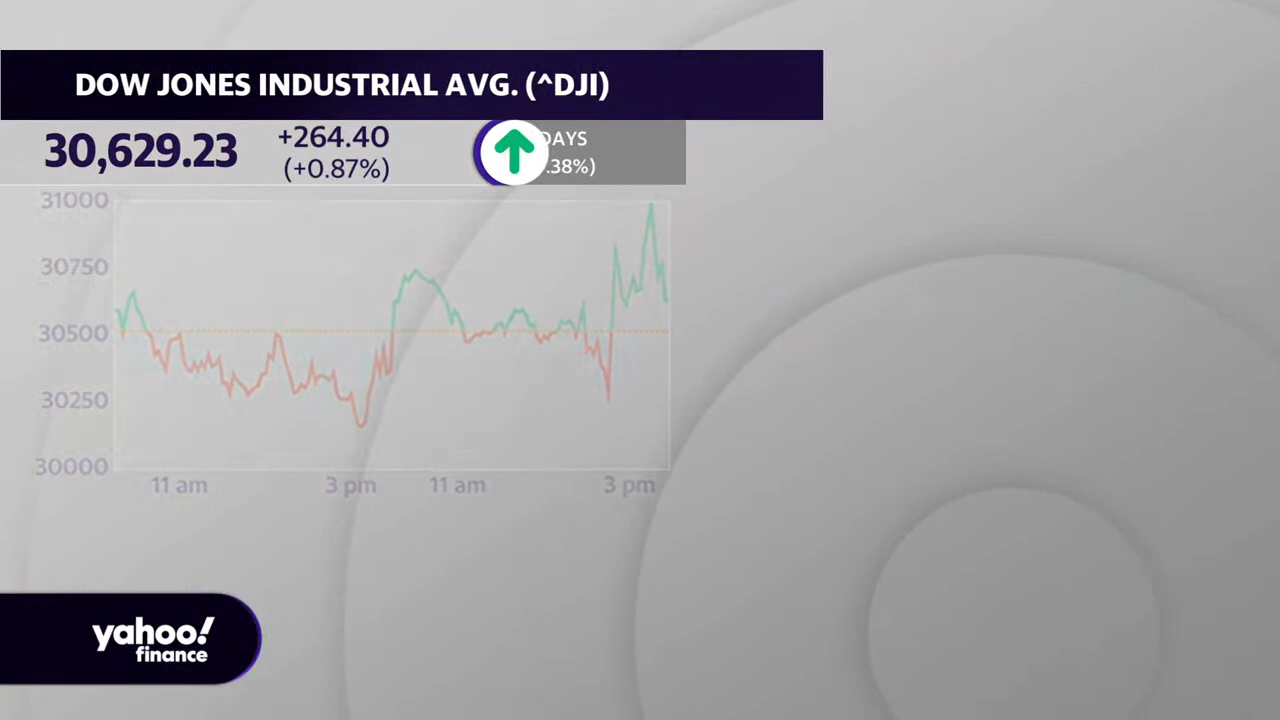 DOW JONES INDUSTRIAL AVG. (^DJI)
30,629.23
+264.40
(+0.87%)
DAYS
.38%)
31000
30750
30500
30250
30000
11 am
3 pm
11 am
3 pm
yahoo!
finance